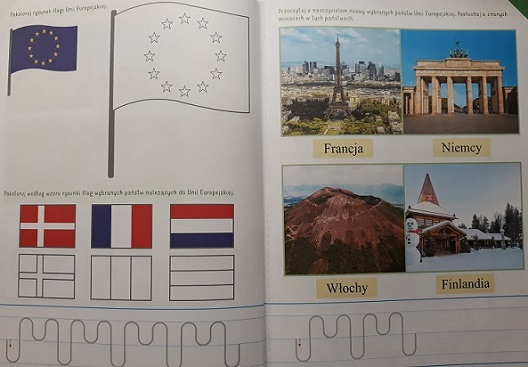 Pokoloruj rysunek flagi Unii Europejskiej.
Pokoloruj według wzoru rysunki flag wybranych państw należących do Unii Europejskiej.
Przeczytaj z nauczycielem nazwy wybranych państw Unii Europejskiej. Posłuchaj o znanych
miejscach w tych państwach.
Francja
Niemcy
Włochy
Finlandia